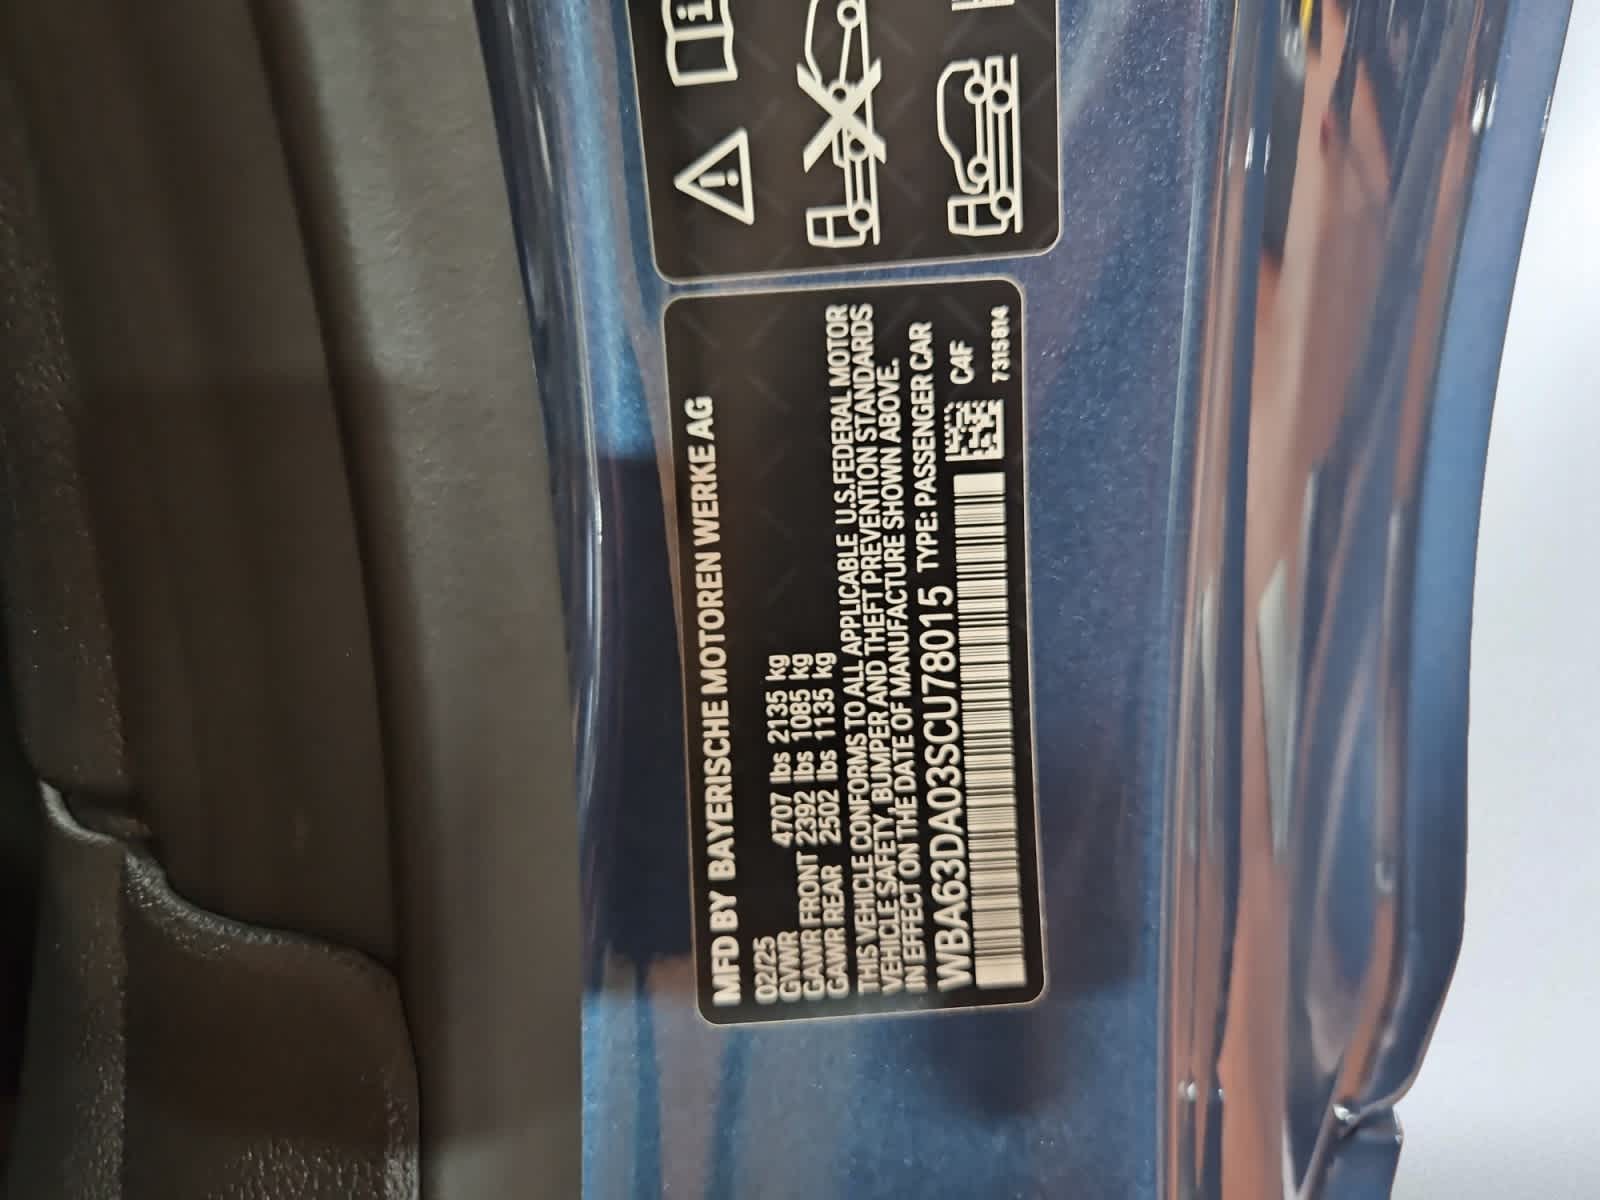 MFD BY BAYERISCHE MOTOREN WERKE AG
02/25
GVWR 4707 lbs 2135 kg
GAWR FRONT 2392 lbs 1085 kg
GAWR REAR 2502 lbs 1135 kg
THIS VEHICLE CONFORMS TO ALL APPLICABLE U.S.FEDERAL MOTOR
VEHICLE SAFETY, BUMPER AND THEFT PREVENTION STANDARDS
IN EFFECT ON THE DATE OF MANUFACTURE SHOWN ABOVE.
WBA63DA03SCU78015 TYPE: PASSENGER CAR
C4F
7315814